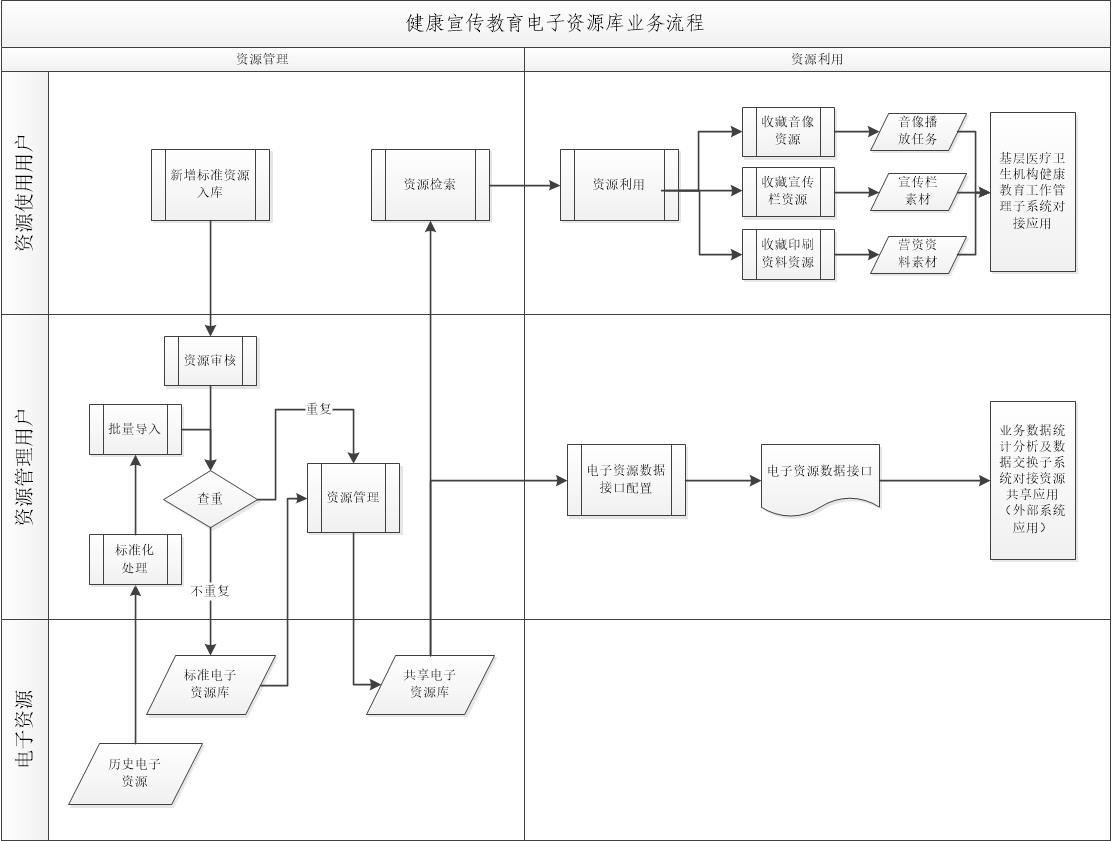 健康宣传教育电子资源库业务流程
资源管理
资源利用
资源使用用户
新增标准资源
入库
资源检索
资源利用
收藏音像
资源
音像播
放任务
收藏宣传
栏资源
宣传栏
素材
收藏印刷
资料资源
营资资
料素材
基层医疗卫
生机构健康
教育工作管
理子系统对
接应用
资源管理用户
资源审核
批量导入
重复
查重
资源管理
标准化
处理
不重复
电子资源数据
接口配置
电子资源数据接口
业务数据统
计分析及数
据交换子系
统对接资源
共享应用
（外部系统
应用）
电子资源
标准电子
资源库
共享电子
资源库
历史电子
资源